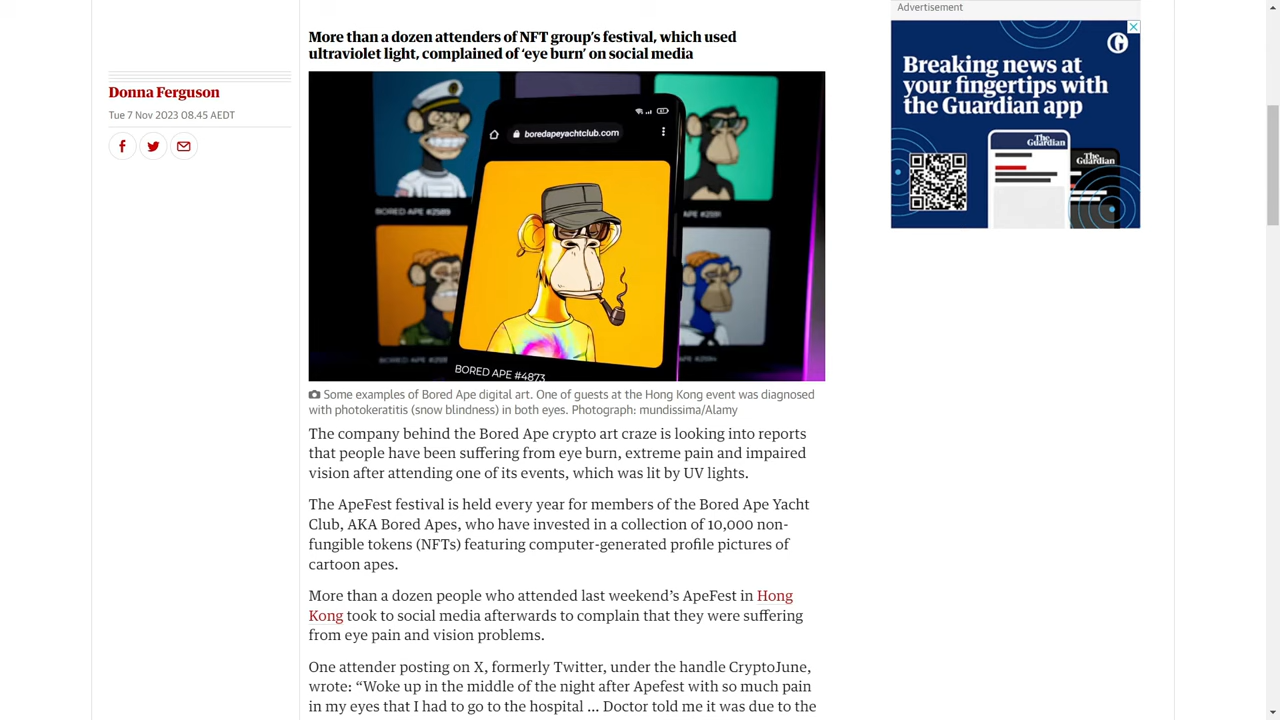 Advertisement
More than a dozen attenders of NFT group's festival, which used
ultraviolet light, complained of 'eye burn' on social media
Donna Ferguson
Tue 7 Nov 2023 08.45 AEDT
boredapeyachtclub.com
BORED APE #4873
Breaking news at
your fingertips with
the Guardian app
The
Guardian
The
Guardian
Some examples of Bored Ape digital art. One of guests at the Hong Kong event was diagnosed
with photokeratitis (snow blindness) in both eyes. Photograph: mundissima/Alamy
The company behind the Bored Ape crypto art craze is looking into reports
that people have been suffering from eye burn, extreme pain and impaired
vision after attending one of its events, which was lit by UV lights.
The ApeFest festival is held every year for members of the Bored Ape Yacht
Club, AKA Bored Apes, who have invested in a collection of 10,000 non-
fungible tokens (NFTs) featuring computer-generated profile pictures of
cartoon apes.
More than a dozen people who attended last weekend's ApeFest in Hong
Kong took to social media afterwards to complain that they were suffering
from eye pain and vision problems.
One attender posting on X, formerly Twitter, under the handle CryptoJune,
wrote: “Woke up in the middle of the night after Apefest with so much pain
in my eyes that I had to go to the hospital … Doctor told me it was due to the